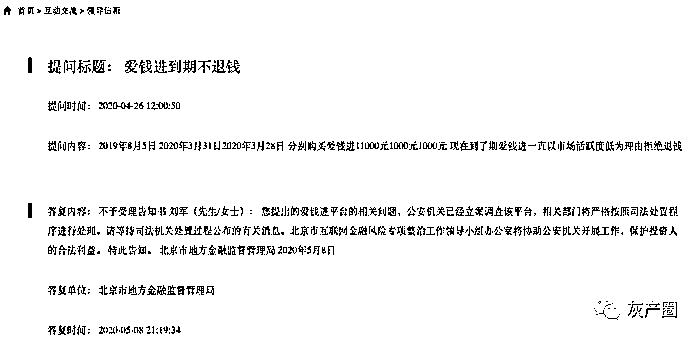 首页 > 互动交流 > 领导信箱
提问标题： 爱钱进到期不退钱
提问时间： 2020-04-26 12:00:50
提问内容： 2019年8月5日 2020年3月31日2020年3月28日 分别购买爱钱进11000元1000元1000元 现在到了期爱钱进一直以市场活跃度低为理由拒绝退钱
答复内容： 不予受理告知书 刘军（先生/女士）： 您提出的爱钱进平台的相关问题，公安机关已经立案调查该平台，相关部门将严格按照司法处置程
序进行处理。请等待司法机关处置过程公布的有关消息。北京市互联网金融风险专项整治工作领导小组办公室将协助公安机关开展工作，保护投资人
的合法利益。 特此告知。 北京市地方金融监督管理局 2020年5月8日
答复单位： 北京市地方金融监督管理局
答复时间： 2020-05-08 21:19:34
灰产圈